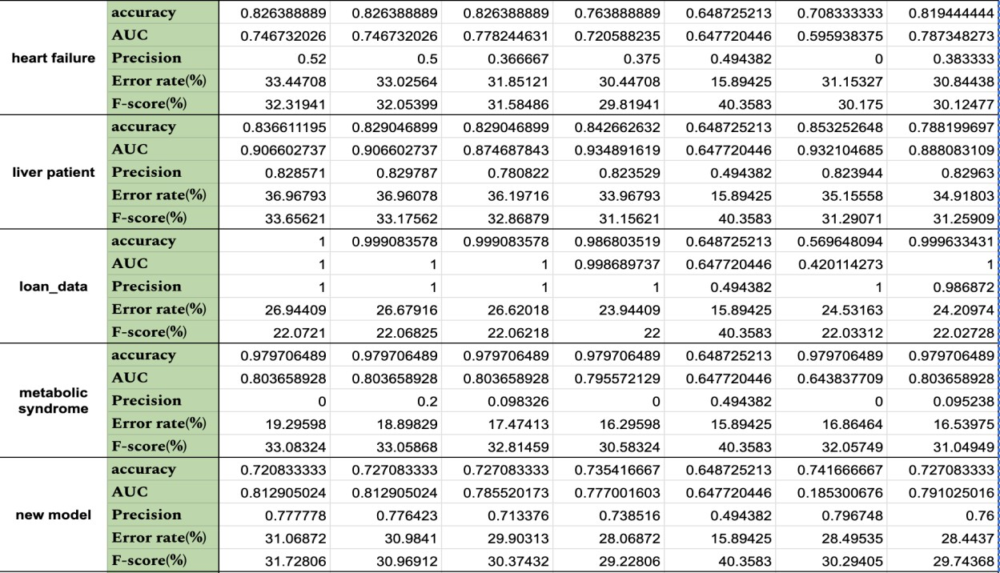 accuracy 0.826388889 0.826388889 0.826388889 0.763888889 0.648725213 0.708333333 0.819444444
AUC 0.746732026 0.746732026 0.778244631 0.720588235 0.647720446 0.595938375 0.787348273
heart failure Precision 0.52 0.5 0.366667 0.375 0.494382 0 0.383333
Error rate(%) 33.44708 33.02564 31.85121 30.44708 15.89425 31.15327 30.84438
F-score(%) 32.31941 32.05399 31.58486 29.81941 40.3583 30.175 30.12477
accuracy 0.836611195 0.829046899 0.829046899 0.842662632 0.648725213 0.853252648 0.788199697
AUC 0.906602737 0.906602737 0.874687843 0.934891619 0.647720446 0.932104685 0.888083109
liver patient Precision 0.828571 0.829787 0.780822 0.823529 0.494382 0.823944 0.82963
Error rate(%) 36.96793 36.96078 36.19716 33.96793 15.89425 35.15558 34.91803
F-score(%) 33.65621 33.17562 32.86879 31.15621 40.3583 31.29071 31.25909
accuracy 1 0.999083578 0.999083578 0.986803519 0.648725213 0.569648094 0.999633431
AUC 1 1 1 0.998689737 0.647720446 0.420114273 1
loan_data Precision 1 1 1 1 0.494382 1 0.986872
Error rate(%) 26.94409 26.67916 26.62018 23.94409 15.89425 24.53163 24.20974
F-score(%) 22.0721 22.06825 22.06218 22 40.3583 22.03312 22.02728
accuracy 0.979706489 0.979706489 0.979706489 0.979706489 0.648725213 0.979706489 0.979706489
AUC 0.803658928 0.803658928 0.803658928 0.795572129 0.647720446 0.643837709 0.803658928
metabolic syndrome Precision 0 0.2 0.098326 0 0.494382 0 0.095238
Error rate(%) 19.29598 18.89829 17.47413 16.29598 15.89425 16.86464 16.53975
F-score(%) 33.08324 33.05868 32.81459 30.58324 40.3583 32.05749 31.04949
accuracy 0.720833333 0.727083333 0.727083333 0.735416667 0.648725213 0.741666667 0.727083333
AUC 0.812905024 0.812905024 0.785520173 0.777001603 0.647720446 0.185300676 0.791025016
new model Precision 0.777778 0.776423 0.713376 0.738516 0.494382 0.796748 0.76
Error rate(%) 31.06872 30.9841 29.90313 28.06872 15.89425 28.49535 28.4437
F-score(%) 31.72806 30.96912 30.37432 29.22806 40.3583 30.29405 29.74368